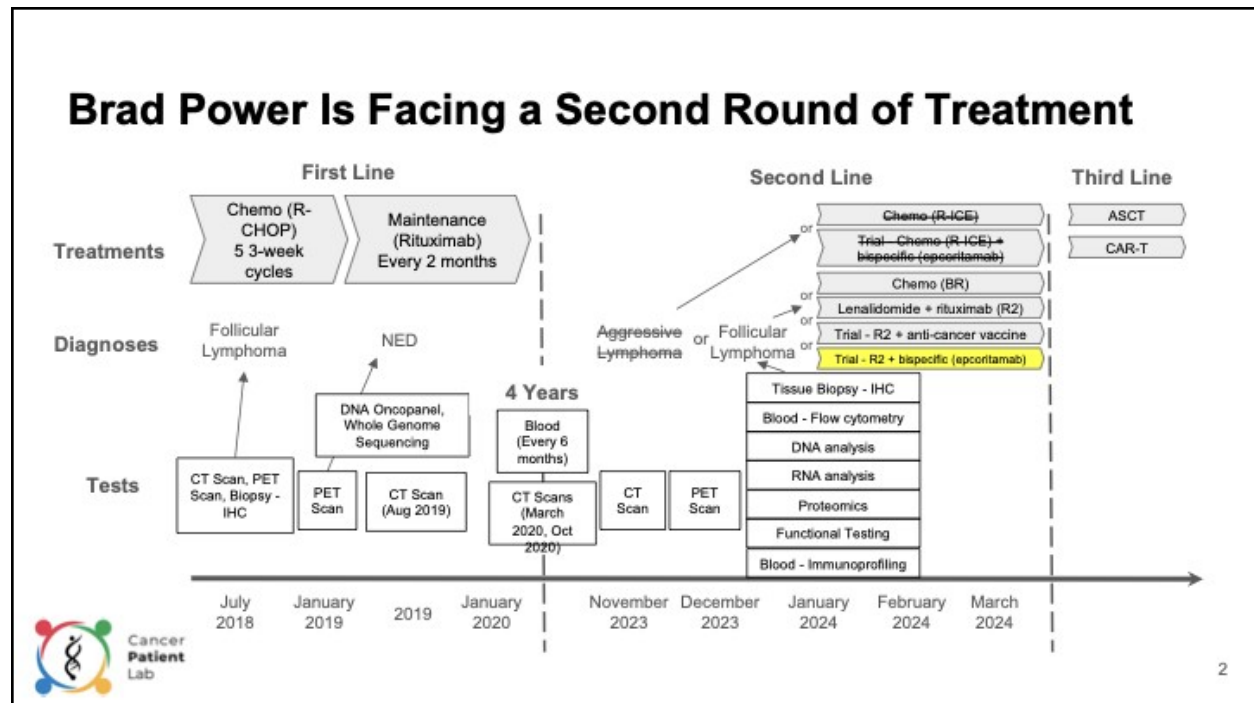 Brad Power Is Facing a Second Round of Treatment
First Line
Second Line
Third Line
Treatments
Chemo (R-
CHOP)
5 3-week
cycles
Maintenance
(Rituximab)
Every 2 months
or
Chemo (R-ICE)
Trial - Chemo (R-ICE) +
bispecific (epcoritamab)
or
Chemo (BR)
or
Lenalidomide + rituximab (R2)
or
Trial - R2 + anti-cancer vaccine
or
Trial - R2 + bispecific (epcoritamab)
ASCT
CAR-T
Diagnoses
Follicular
Lymphoma
NED
Aggressive
Lymphoma
or
Follicular
Lymphoma
4 Years
Tests
CT Scan, PET
Scan, Biopsy -
IHC
DNA Oncopanel,
Whole Genome
Sequencing
PET
Scan
CT Scan
(Aug 2019)
Blood
(Every 6
months)
CT Scans
(March
2020, Oct
2020)
CT
Scan
PET
Scan
Tissue Biopsy - IHC
Blood - Flow cytometry
DNA analysis
RNA analysis
Proteomics
Functional Testing
Blood - Immunoprofiling
July
2018
January
2019
2019
January
2020
November
2023
December
2023
January
2024
February
2024
March
2024
Cancer
Patient
Lab
2